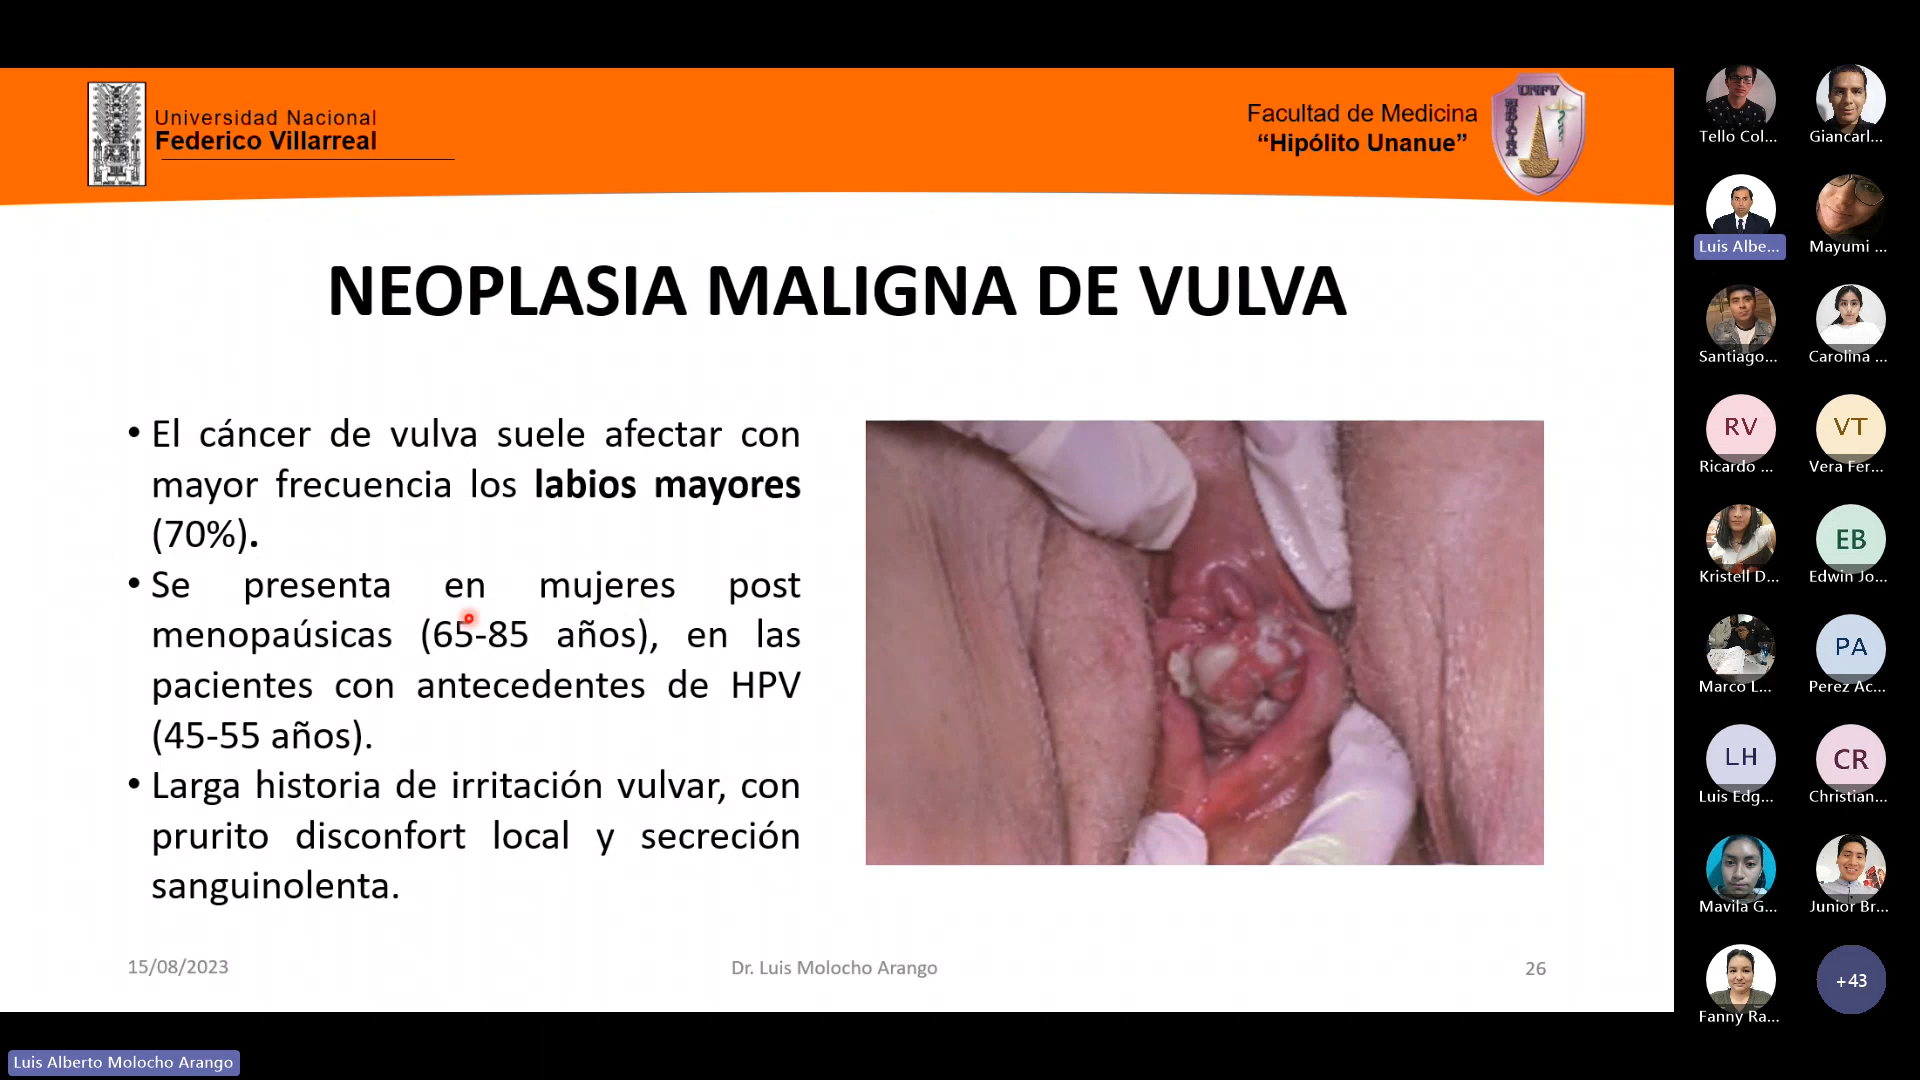 Universidad Nacional
Federico Villarreal
Facultad de Medicina
“Hipólito Unanue”
UNFV
MEDICINA
NEOPLASIA MALIGNA DE VULVA
• El cáncer de vulva suele afectar con
mayor frecuencia los labios mayores
(70%).
• Se presenta en mujeres post
menopaúsicas (65-85 años), en las
pacientes con antecedentes de HPV
(45-55 años).
• Larga historia de irritación vulvar, con
prurito disconfort local y secreción
sanguinolenta.
15/08/2023
Dr. Luis Molocho Arango
26
Tello Col...
Giancarl...
Luis Albe...
Mayumi ...
Santiago...
Carolina ...
RV
VT
Ricardo ...
Vera Fer...
EB
Kristell D...
Edwin Jo...
PA
Marco L...
Perez Ac...
LH
CR
Luis Edg...
Christian...
Mavila G...
Junior Br...
+43
Fanny Ra...
Luis Alberto Molocho Arango